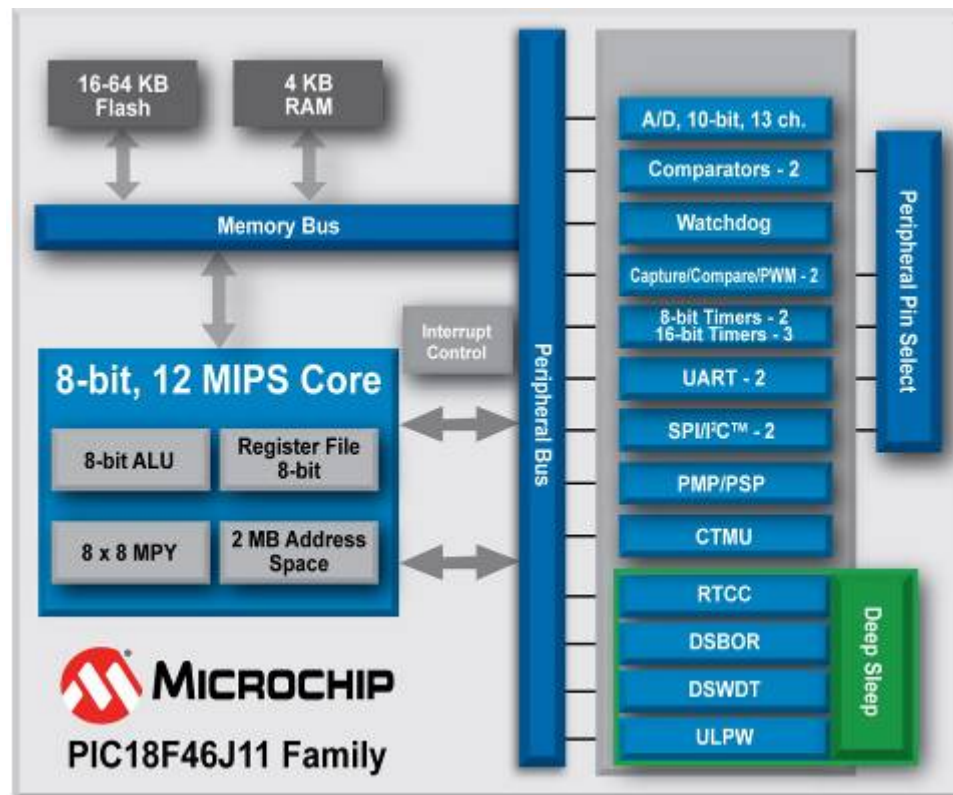 16-64 KB
Flash
4 KB
RAM
Memory Bus
Interrupt
Control
8-bit, 12 MIPS Core
8-bit ALU
Register File
8-bit
8 x 8 MPY
2 MB Address
Space
MICROCHIP
PIC18F46J11 Family
Peripheral Bus
A/D, 10-bit, 13 ch.
Comparators - 2
Watchdog
Capture/Compare/PWM - 2
8-bit Timers - 2
16-bit Timers - 3
UART - 2
SPI/I²C™ - 2
PMP/PSP
CTMU
RTCC
DSBOR
DSWDT
ULPW
Peripheral Pin Select
Deep Sleep